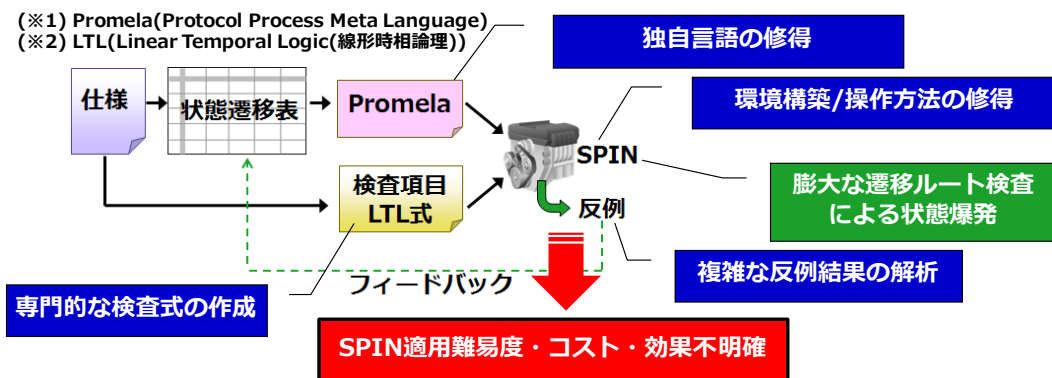 (※1) Promela(Protocol Process Meta Language)
(※2) LTL(Linear Temporal Logic(線形時相論理))
独自言語の修得
仕様
状態遷移表
Promela
環境構築/操作方法の修得
SPIN
検査項目
LTL式
膨大な遷移ルート検査
による状態爆発
反例
複雑な反例結果の解析
フィードバック
専門的な検査式の作成
SPIN適用難易度・コスト・効果不明確